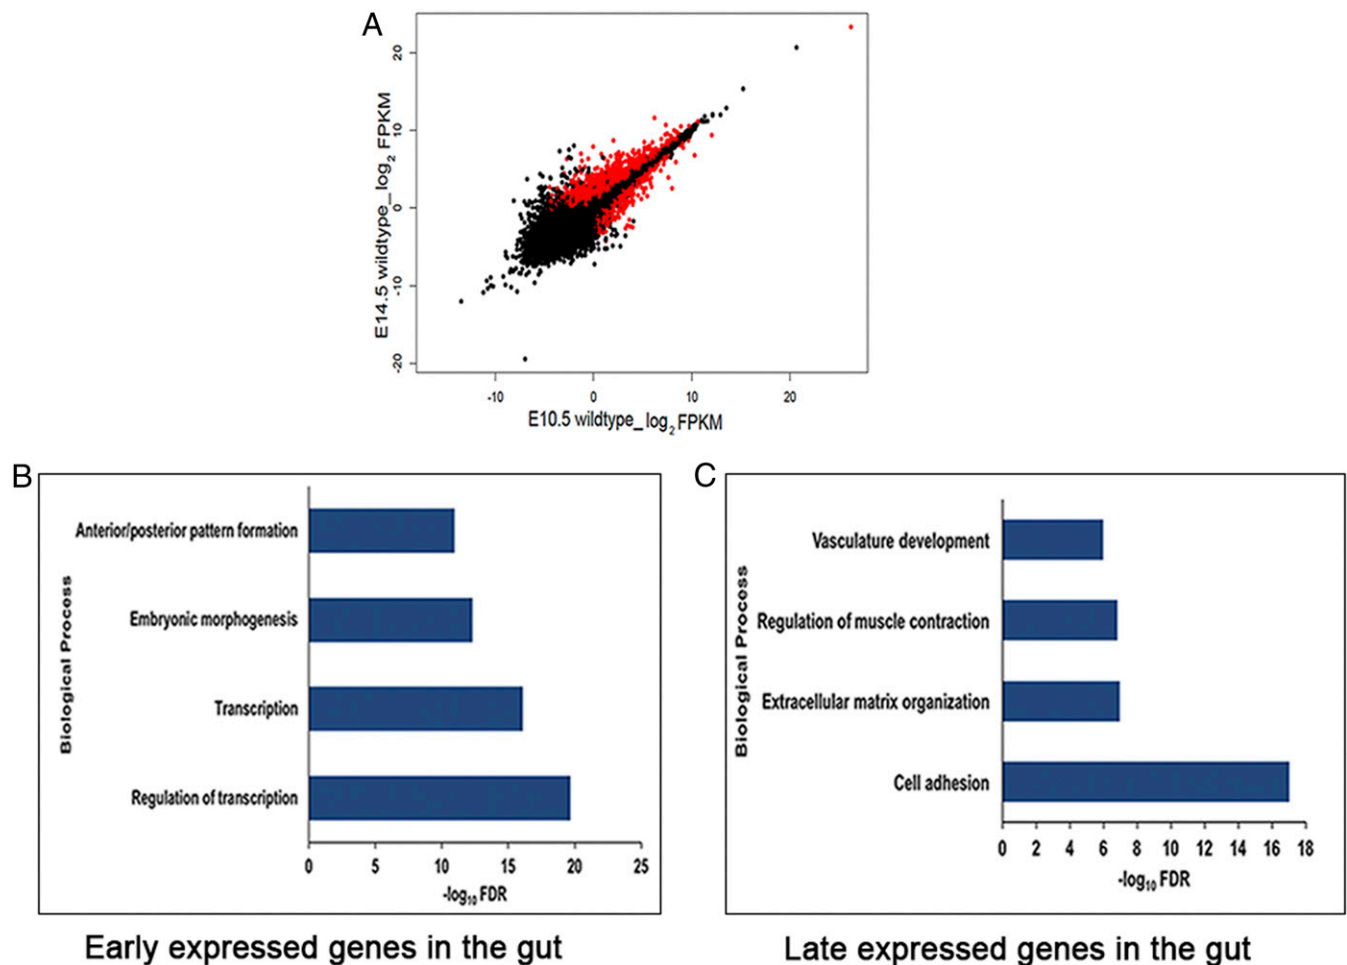 A
E14.5 wildtype_log2 FPKM
20
10
0
-10
-20
-10 0 10 20
E10.5 wildtype_log2 FPKM
B
Biological Process
Anterior/posterior pattern formation
Embryonic morphogenesis
Transcription
Regulation of transcription
0 5 10 15 20 25
-log10 FDR
Early expressed genes in the gut
C
Biological Process
Vasculature development
Regulation of muscle contraction
Extracellular matrix organization
Cell adhesion
0 2 4 6 8 10 12 14 16 18
-log10 FDR
Late expressed genes in the gut